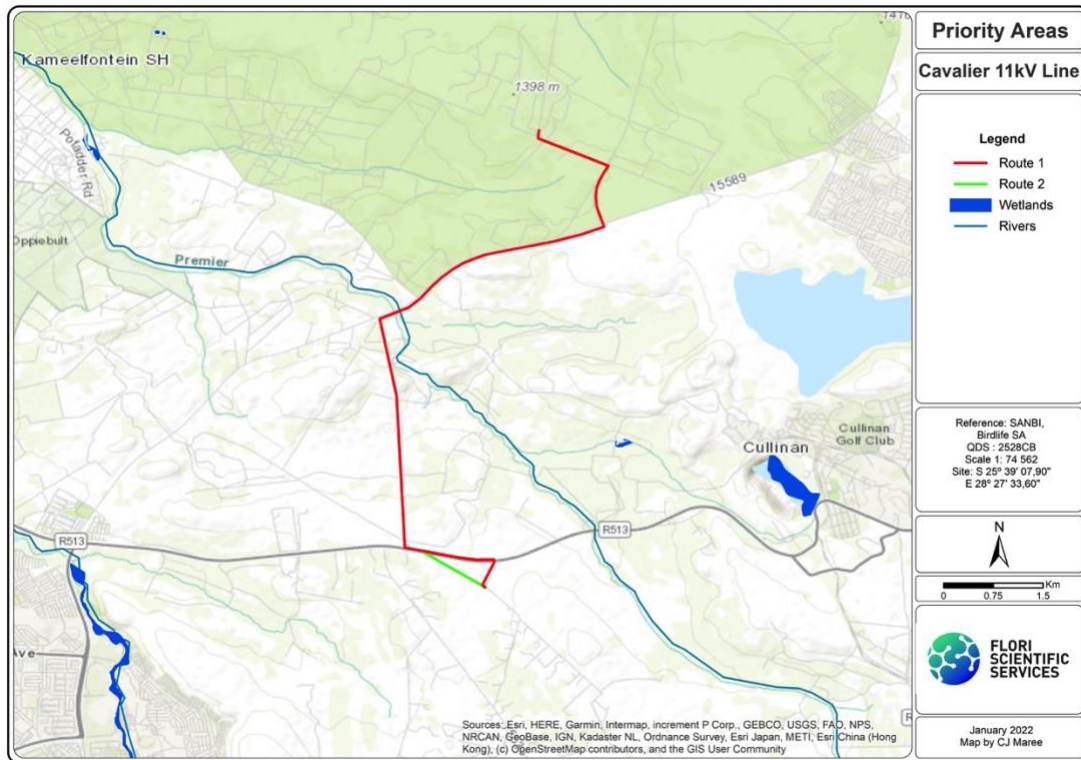 Kameelfontein SH
1398 m
1416
Potadder Rd
15589
Oppiebult
Premier
Cullinan
Golf Club
Cullinan
R513
R513
Ave
Sources: Esri, HERE, Garmin, Intermap, increment P Corp., GEBCO, USGS, FAO, NPS,
NRCAN, GeoBase, IGN, Kadaster NL, Ordnance Survey, Esri Japan, METI, Esri China (Hong
Kong), (c) OpenStreetMap contributors, and the GIS User Community
Priority Areas
Cavalier 11kV Line
Legend
Route 1
Route 2
Wetlands
Rivers
Reference: SANBI,
Birdlife SA
QDS : 2528CB
Scale 1: 74 562
Site: S 25º 39' 07,90"
E 28º 27' 33,60"
N
Km
0 0.75 1.5
FLORI
SCIENTIFIC
SERVICES
January 2022
Map by CJ Maree